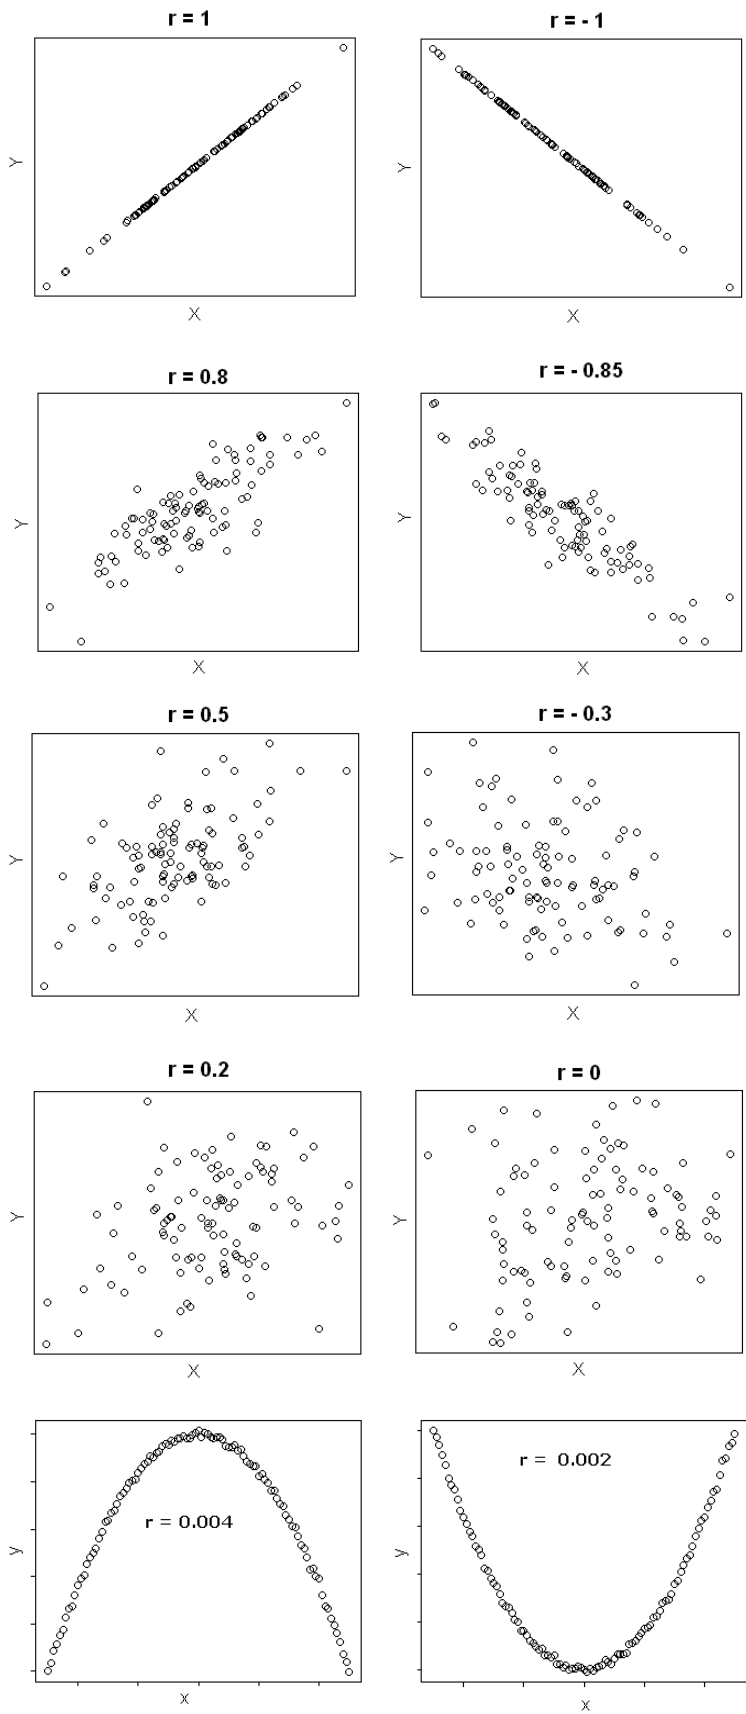 r = 1
r = - 1
Y
Y
X
X
r = 0.8
r = - 0.85
Y
Y
X
X
r = 0.5
r = - 0.3
Y
Y
X
X
r = 0.2
r = 0
Y
Y
X
X
r = 0.004
r = 0.002
y
y
x
x